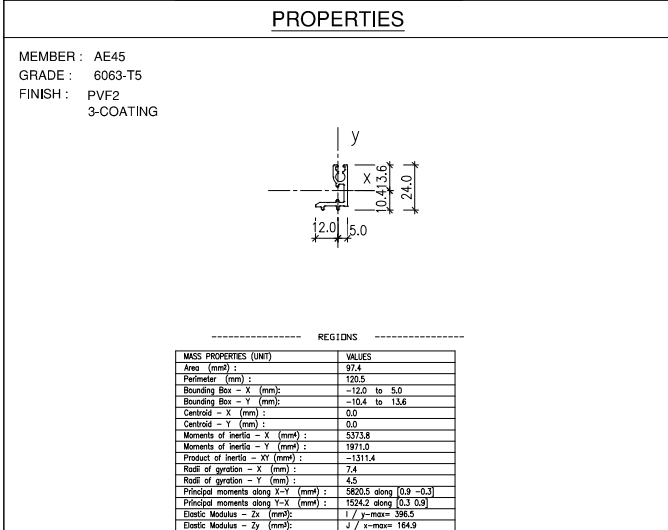 PROPERTIES
MEMBER : AE45
GRADE : 6063-T5
FINISH : PVF2
3-COATING
y
X
13.6
10.4
24.0
12.0 5.0
REGIONS
MASS PROPERTIES (UNIT) VALUES
Area (mm²) : 97.4
Perimeter (mm) : 120.5
Bounding Box - X (mm): -12.0 to 5.0
Bounding Box - Y (mm): -10.4 to 13.6
Centroid - X (mm) : 0.0
Centroid - Y (mm) : 0.0
Moments of inertia - X (mm⁴) : 5373.8
Moments of inertia - Y (mm⁴) : 1971.0
Product of inertia - XY (mm⁴) : -1311.4
Radii of gyration - X (mm) : 7.4
Radii of gyration - Y (mm) : 4.5
Principal moments along X-Y (mm⁴) : 5820.5 along [0.9 -0.3]
Principal moments along Y-X (mm⁴) : 1524.2 along [0.3 0.9]
Elastic Modulus - Zx (mm³): I / y-max= 396.5
Elastic Modulus - Zy (mm³): J / x-max= 164.9